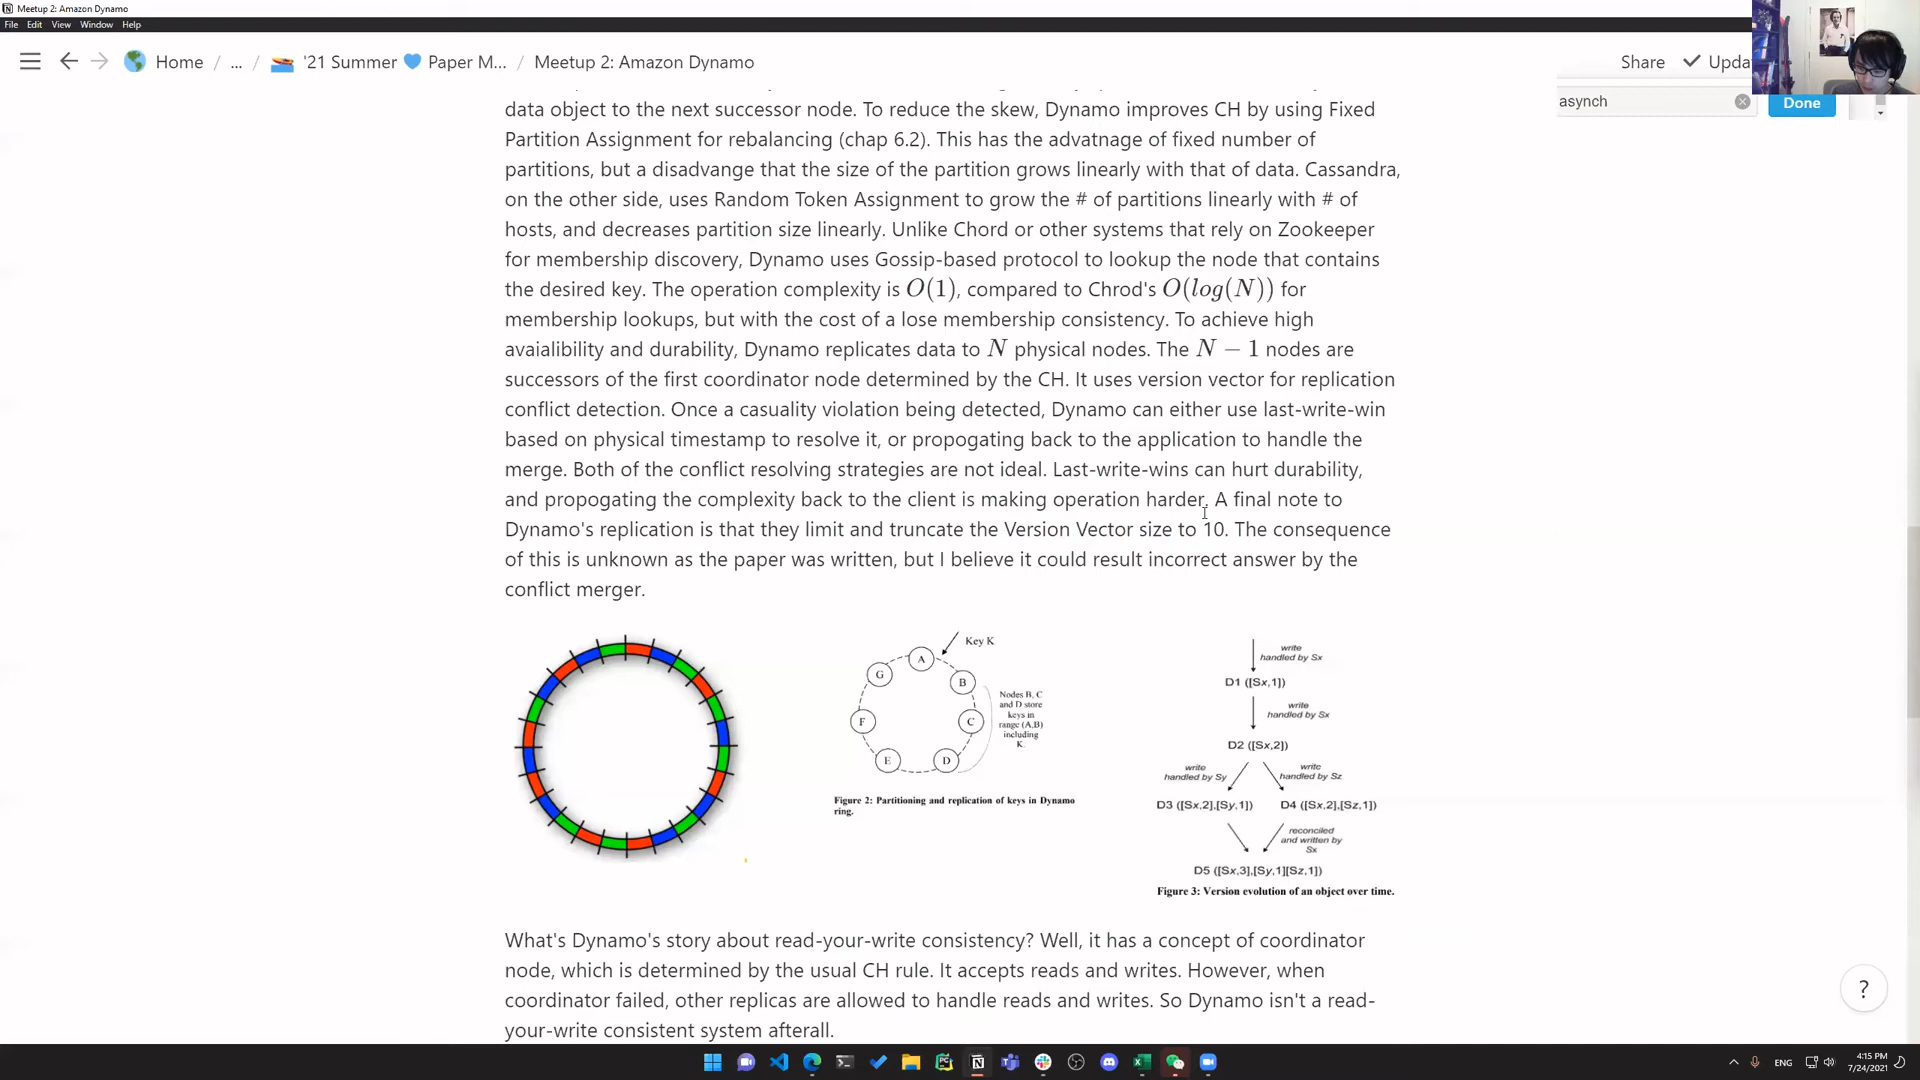 Meetup 2: Amazon Dynamo
File Edit View Window Help
Home / ... / '21 Summer 💙 Paper M... / Meetup 2: Amazon Dynamo
Share
asynch
Done
data object to the next successor node. To reduce the skew, Dynamo improves CH by using Fixed
Partition Assignment for rebalancing (chap 6.2). This has the advatnage of fixed number of
partitions, but a disadvange that the size of the partition grows linearly with that of data. Cassandra,
on the other side, uses Random Token Assignment to grow the # of partitions linearly with # of
hosts, and decreases partition size linearly. Unlike Chord or other systems that rely on Zookeeper
for membership discovery, Dynamo uses Gossip-based protocol to lookup the node that contains
the desired key. The operation complexity is O(1), compared to Chrod's O(log(N)) for
membership lookups, but with the cost of a lose membership consistency. To achieve high
avaialibility and durability, Dynamo replicates data to N physical nodes. The N − 1 nodes are
successors of the first coordinator node determined by the CH. It uses version vector for replication
conflict detection. Once a casuality violation being detected, Dynamo can either use last-write-win
based on physical timestamp to resolve it, or propogating back to the application to handle the
merge. Both of the conflict resolving strategies are not ideal. Last-write-wins can hurt durability,
and propogating the complexity back to the client is making operation harder. A final note to
Dynamo's replication is that they limit and truncate the Version Vector size to 10. The consequence
of this is unknown as the paper was written, but I believe it could result incorrect answer by the
conflict merger.
Key K
A
B
C
D
E
F
G
Nodes B, C
and D store
keys in
range (A,B)
including
K.
Figure 2: Partitioning and replication of keys in Dynamo
ring.
write
handled by Sx
D1 ([Sx,1])
write
handled by Sx
D2 ([Sx,2])
write
handled by Sy
write
handled by Sz
D3 ([Sx,2],[Sy,1])
D4 ([Sx,2],[Sz,1])
reconciled
and written by
Sx
D5 ([Sx,3],[Sy,1][Sz,1])
Figure 3: Version evolution of an object over time.
What's Dynamo's story about read-your-write consistency? Well, it has a concept of coordinator
node, which is determined by the usual CH rule. It accepts reads and writes. However, when
coordinator failed, other replicas are allowed to handle reads and writes. So Dynamo isn't a read-
your-write consistent system afterall.
?
ENG
4:15 PM
7/24/2021